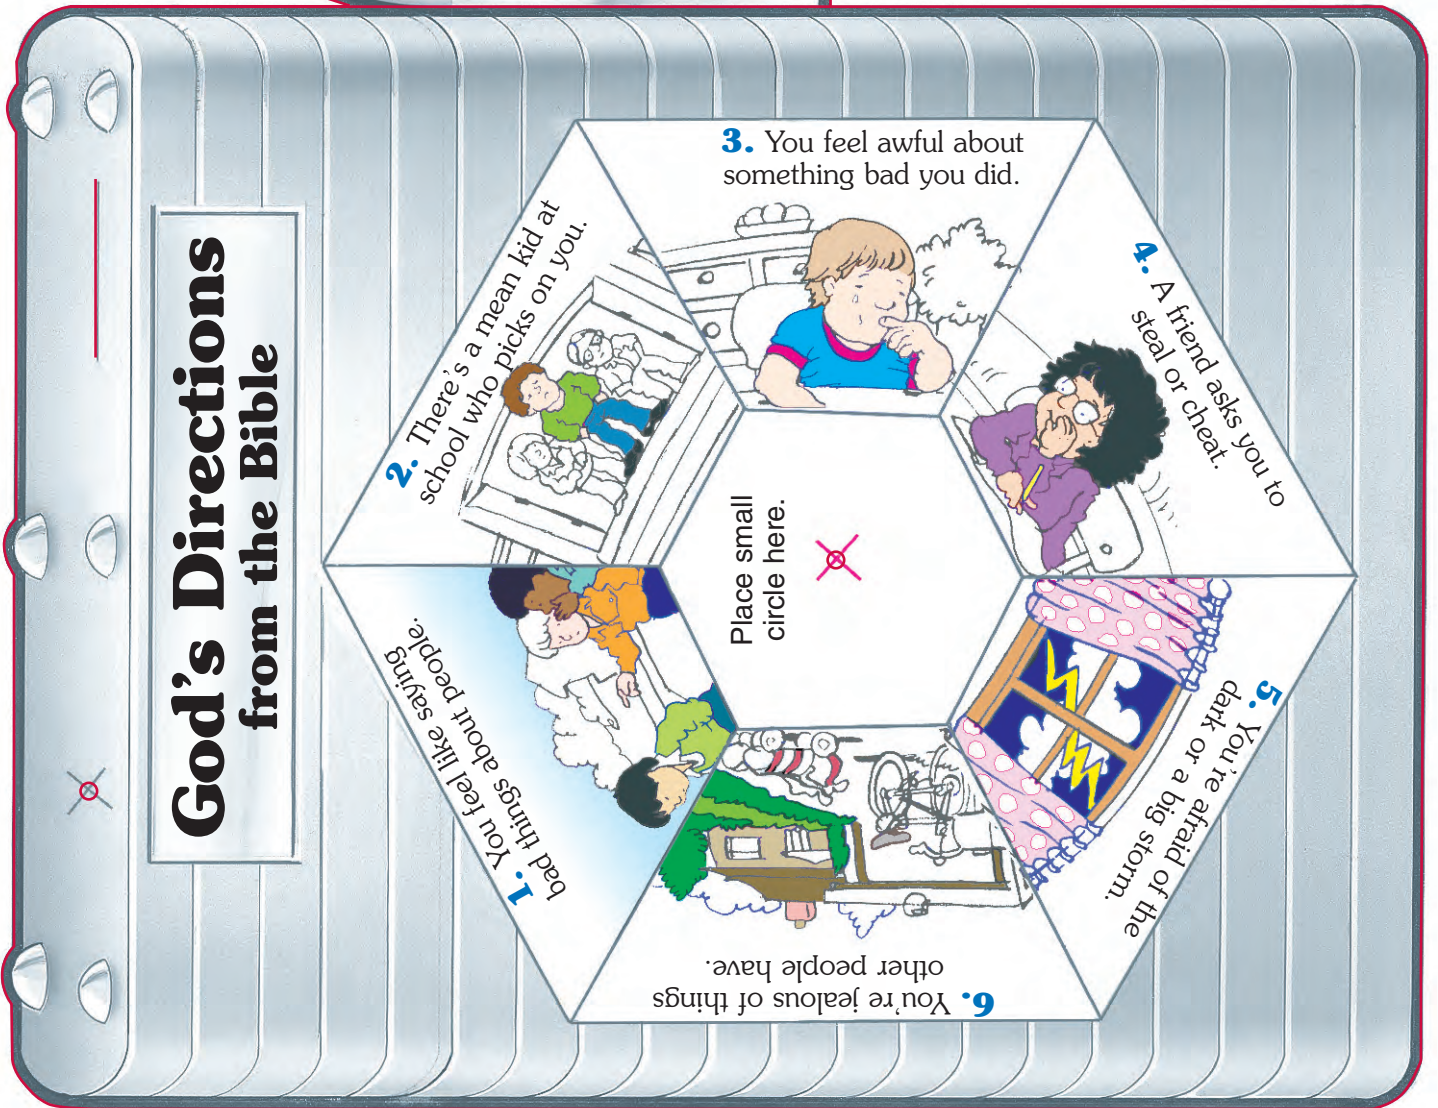 God's Directions
from the Bible
1. You feel like saying
bad things about people.
2. There's a mean kid at
school who picks on you.
3. You feel awful about
something bad you did.
4. A friend asks you to
steal or cheat.
5. You're afraid of the
dark or a big storm.
6. You're jealous of things
other people have.
Place small
circle here.